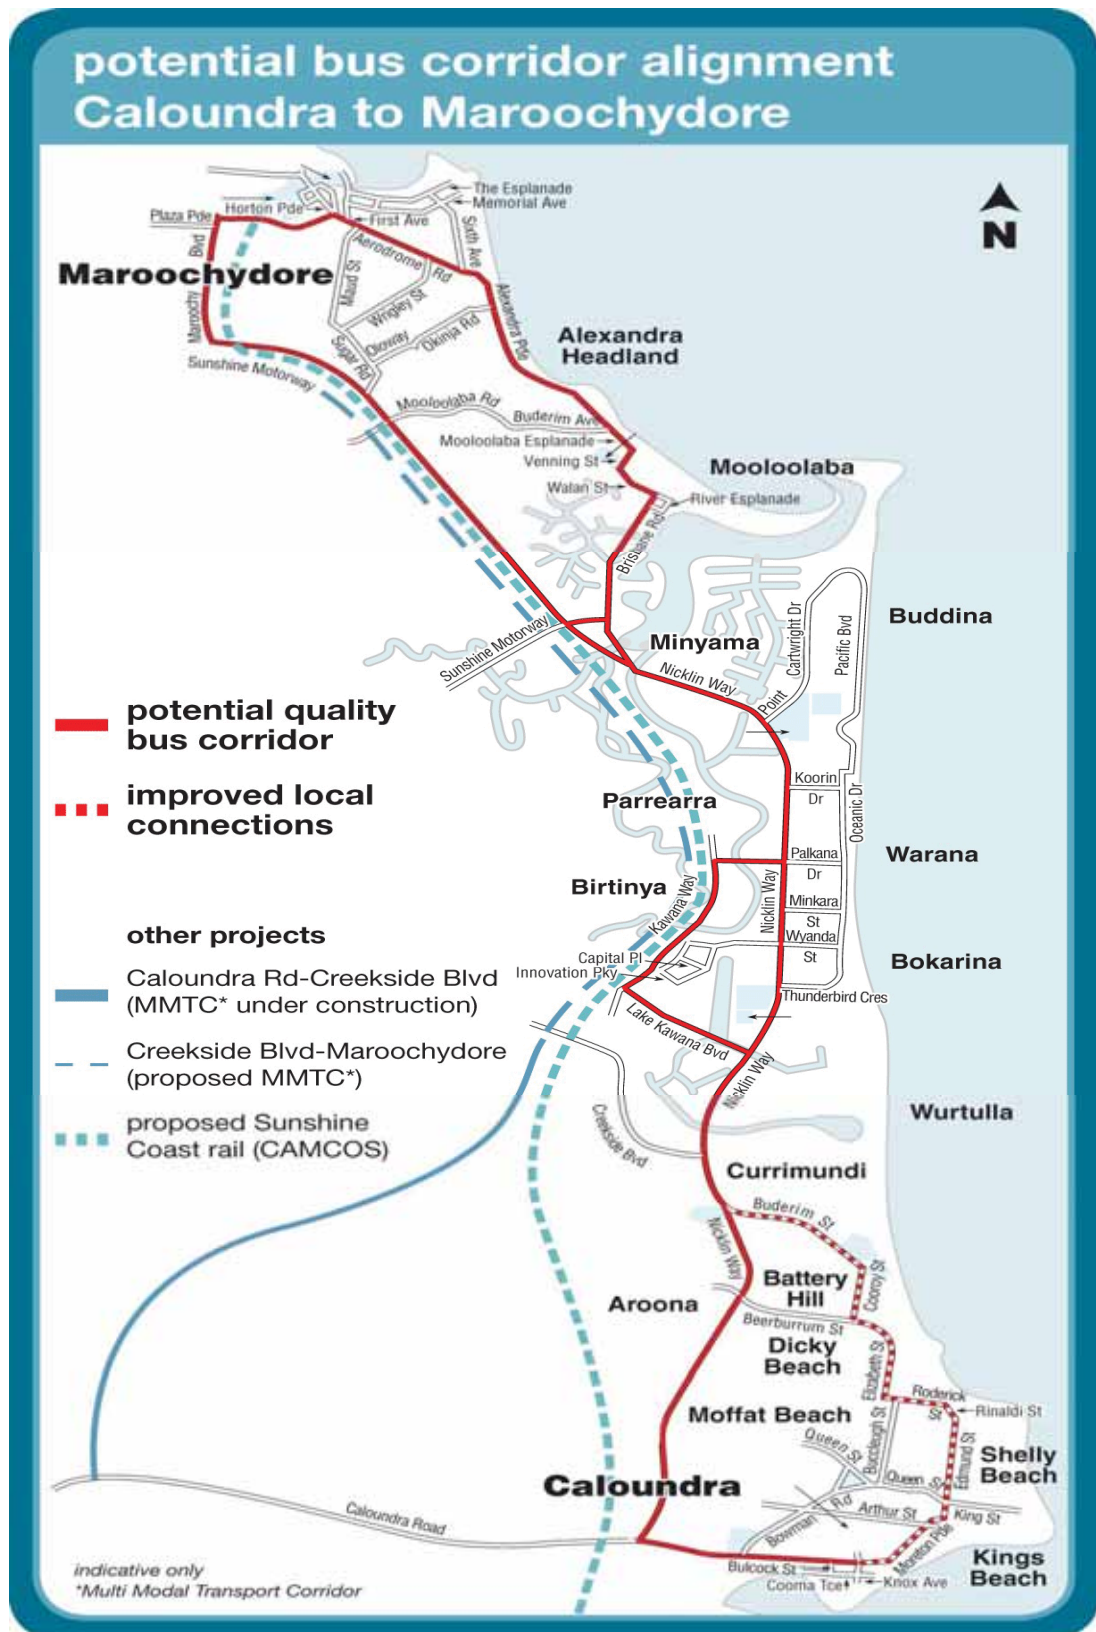 potential bus corridor alignment
Caloundra to Maroochydore
The Esplanade
Memorial Ave
Horton Pde
Plaza Pde
First Ave
Sixth Ave
Aerodrome Rd
Maroochy Blvd
Maroochydore
Maud St
Wrigley St
Alexandra Pde
Okinja Rd
Sugar Rd
Sunshine Motorway
Alexandra
Headland
Mooloolaba Rd
Buderim Ave
Mooloolaba Esplanade
Venning St
Mooloolaba
Walan St
River Esplanade
Brisbane Rd
N
Buddina
Cartwright Dr
Pacific Bvd
Minyama
Sunshine Motorway
Nicklin Way
Point
potential quality
bus corridor
improved local
connections
Koorin
Dr
Parrearra
Oceanic Dr
Palkana
Dr
Warana
Birtinya
Kawana Way
Nicklin Way
Minkara
St
Wyanda
St
other projects
Capital Pl
Innovation Pky
Bokarina
Caloundra Rd-Creekside Blvd
(MMTC* under construction)
Thunderbird Cres
Lake Kawana Bvd
Creekside Blvd-Maroochydore
(proposed MMTC*)
Nicklin Way
proposed Sunshine
Coast rail (CAMCOS)
Wurtulla
Creekside Bvd
Currimundi
Buderim St
Nicklin Way
Cooroy St
Battery
Hill
Aroona
Beerburrum St
Dicky
Beach
Elizabeth St
Roderick
St
Rinaldi St
Moffat Beach
Buccleugh St
Queen St
Edmund St
Shelly
Beach
Queen St
Caloundra
Arthur St
King St
Bowman Rd
Caloundra Road
Moreton Pde
Bulcock St
Cooma Tce
Knox Ave
Kings
Beach
indicative only
*Multi Modal Transport Corridor